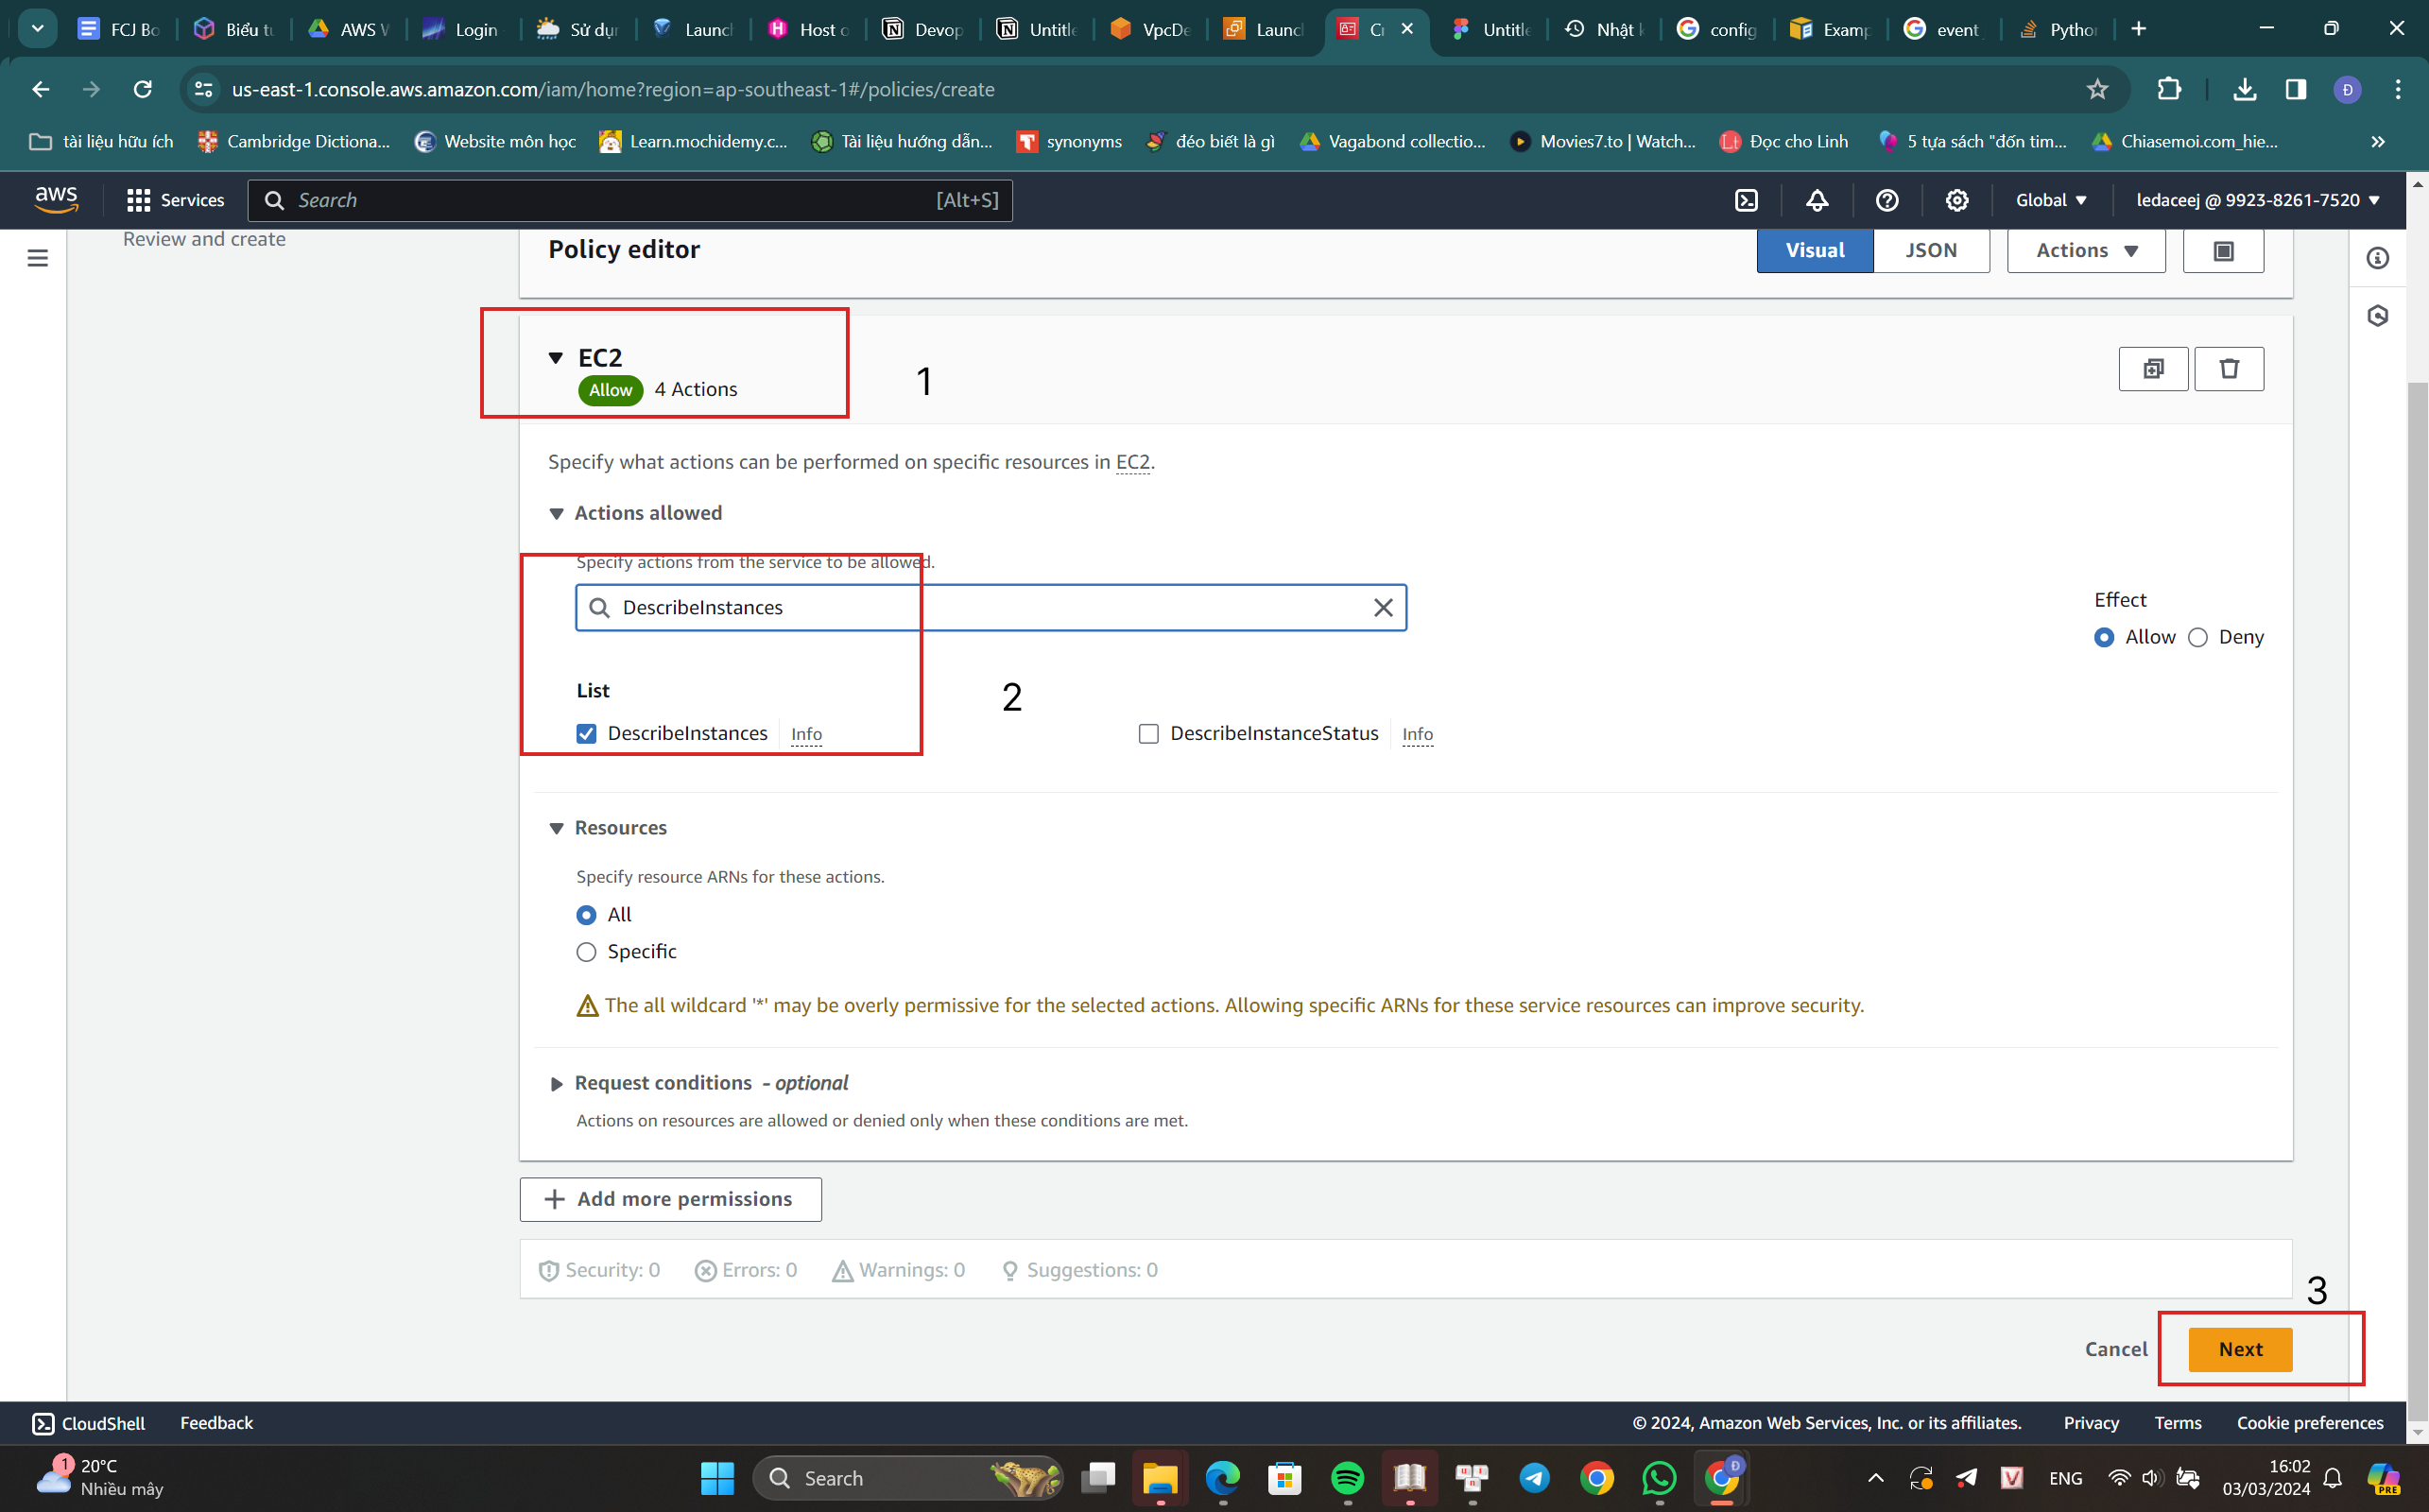 FCJ Bo
Biểu tu
AWS W
Login
Sử dụn
Launc
Host o
Devop
Untitle
VpcDe
Launc
Cr
Untitle
Nhật k
config
Examp
event
Python
us-east-1.console.aws.amazon.com/iam/home?region=ap-southeast-1#/policies/create
Đ
tài liệu hữu ích
Cambridge Dictiona...
Website môn học
Learn.mochidemy.c...
Tài liệu hướng dẫn...
synonyms
đéo biết là gì
Vagabond collectio...
Movies7.to | Watch...
Đọc cho Linh
5 tựa sách "đốn tim...
Chiasemoi.com_hie...
aws
Services
Search
[Alt+S]
Global
ledaceej @ 9923-8261-7520
Review and create
Policy editor
Visual
JSON
Actions
EC2
Allow 4 Actions
1
Specify what actions can be performed on specific resources in EC2.
Actions allowed
Specify actions from the service to be allowed.
DescribeInstances
Effect
Allow Deny
List
2
DescribeInstances Info
DescribeInstanceStatus Info
Resources
Specify resource ARNs for these actions.
All
Specific
The all wildcard '*' may be overly permissive for the selected actions. Allowing specific ARNs for these service resources can improve security.
Request conditions - optional
Actions on resources are allowed or denied only when these conditions are met.
Add more permissions
Security: 0
Errors: 0
Warnings: 0
Suggestions: 0
3
Cancel
Next
CloudShell
Feedback
© 2024, Amazon Web Services, Inc. or its affiliates.
Privacy
Terms
Cookie preferences
1
20°C
Nhiều mây
Search
Đ
ENG
16:02
03/03/2024
PRE